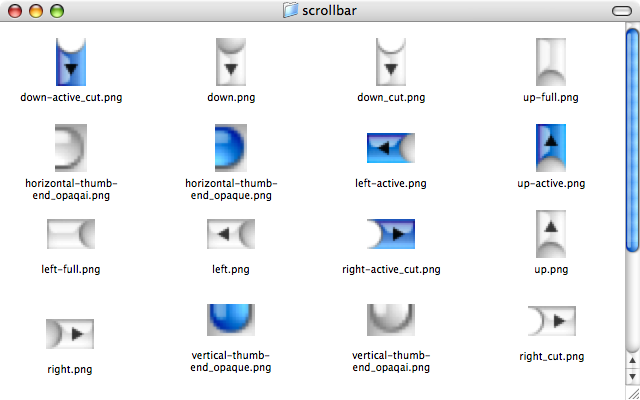 scrollbar
down-active_cut.png
down.png
down_cut.png
up-full.png
horizontal-thumb-
end_opaqai.png
horizontal-thumb-
end_opaque.png
left-active.png
up-active.png
left-full.png
left.png
right-active_cut.png
up.png
right.png
vertical-thumb-
end_opaque.png
vertical-thumb-
end_opaqai.png
right_cut.png